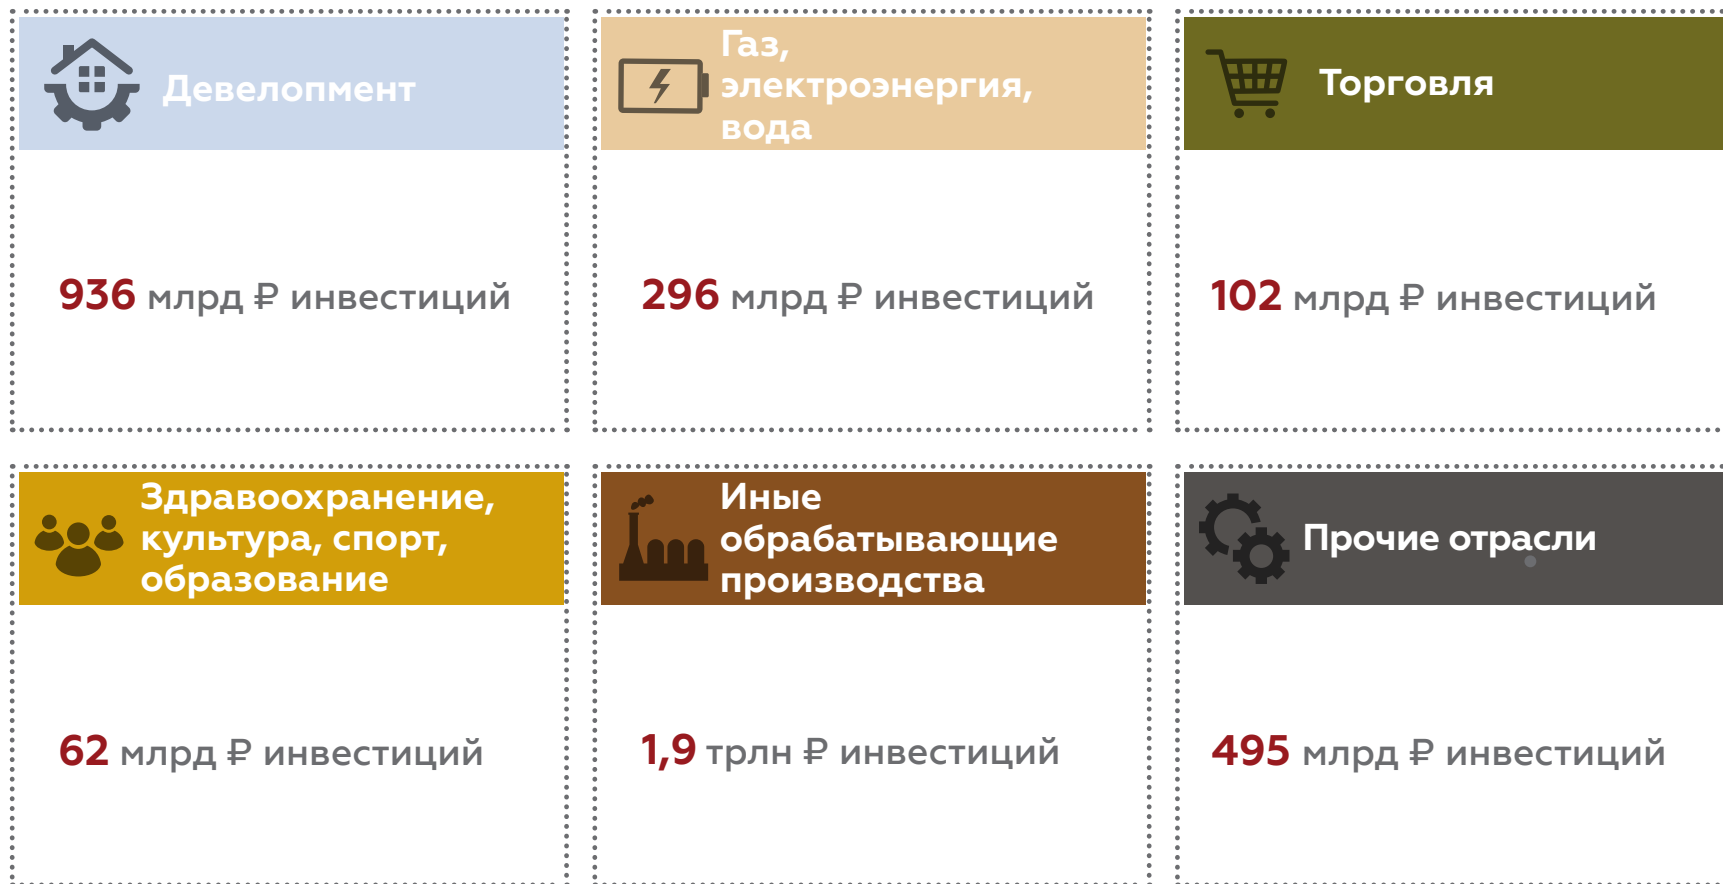 Девелопмент
Газ,
электроэнергия,
вода
Торговля
936 млрд ₽ инвестиций
296 млрд ₽ инвестиций
102 млрд ₽ инвестиций
Здравоохранение,
культура, спорт,
образование
Иные
обрабатывающие
производства
Прочие отрасли
62 млрд ₽ инвестиций
1,9 трлн ₽ инвестиций
495 млрд ₽ инвестиций